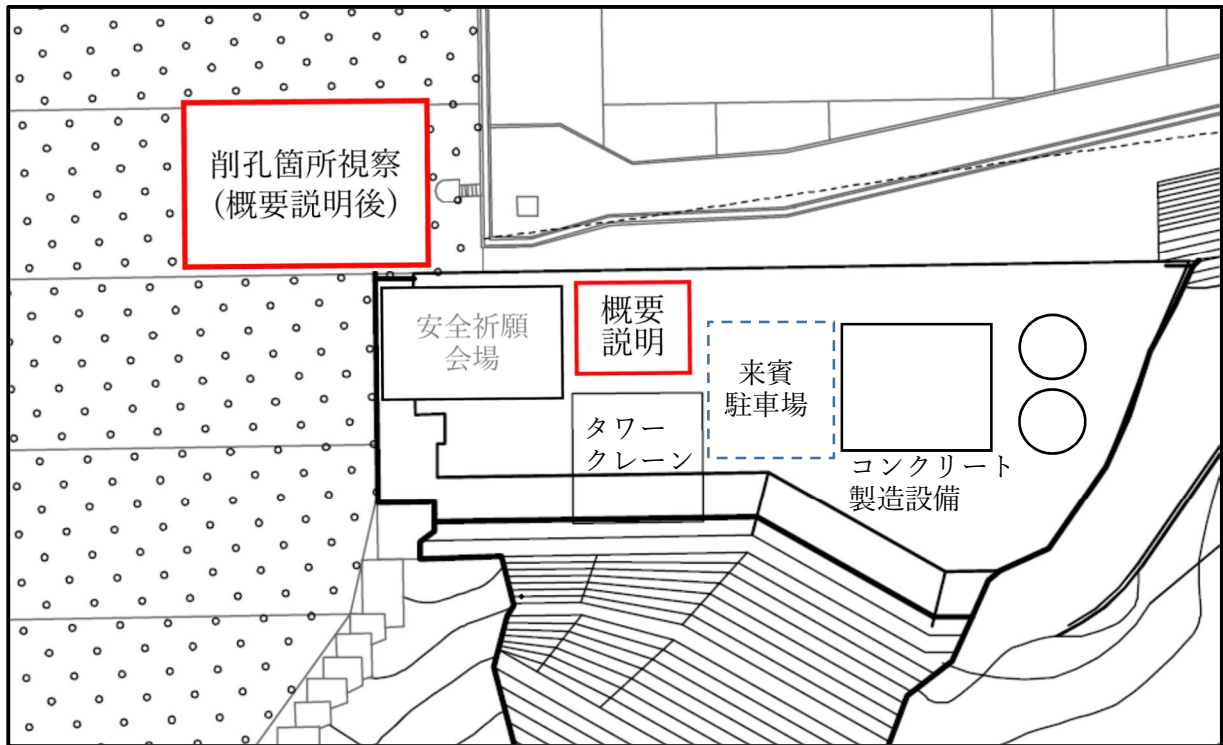 削孔箇所視察
(概要説明後)
安全祈願
会場
概要
説明
来賓
駐車場
タワー
クレーン
コンクリート
製造設備